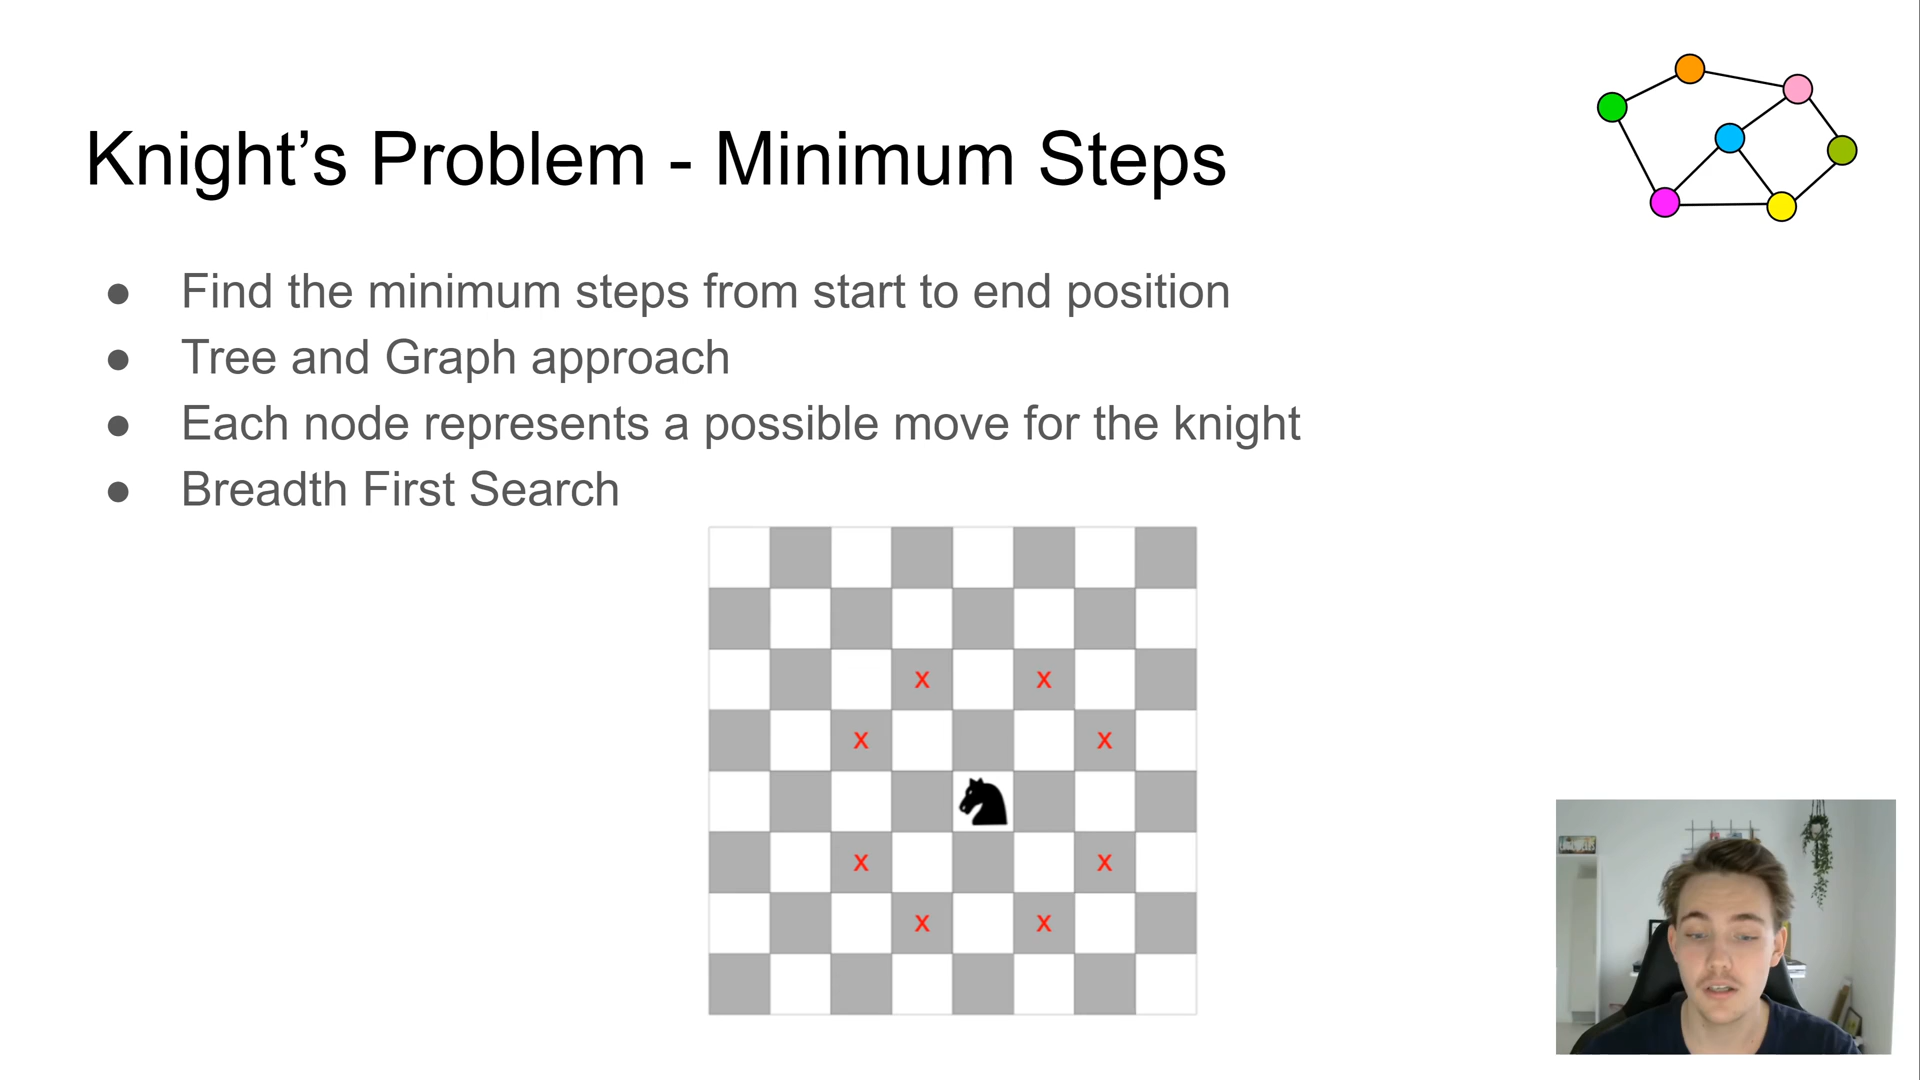 Knight’s Problem - Minimum Steps
● Find the minimum steps from start to end position
● Tree and Graph approach
● Each node represents a possible move for the knight
● Breadth First Search
x x
x x
x x
x x